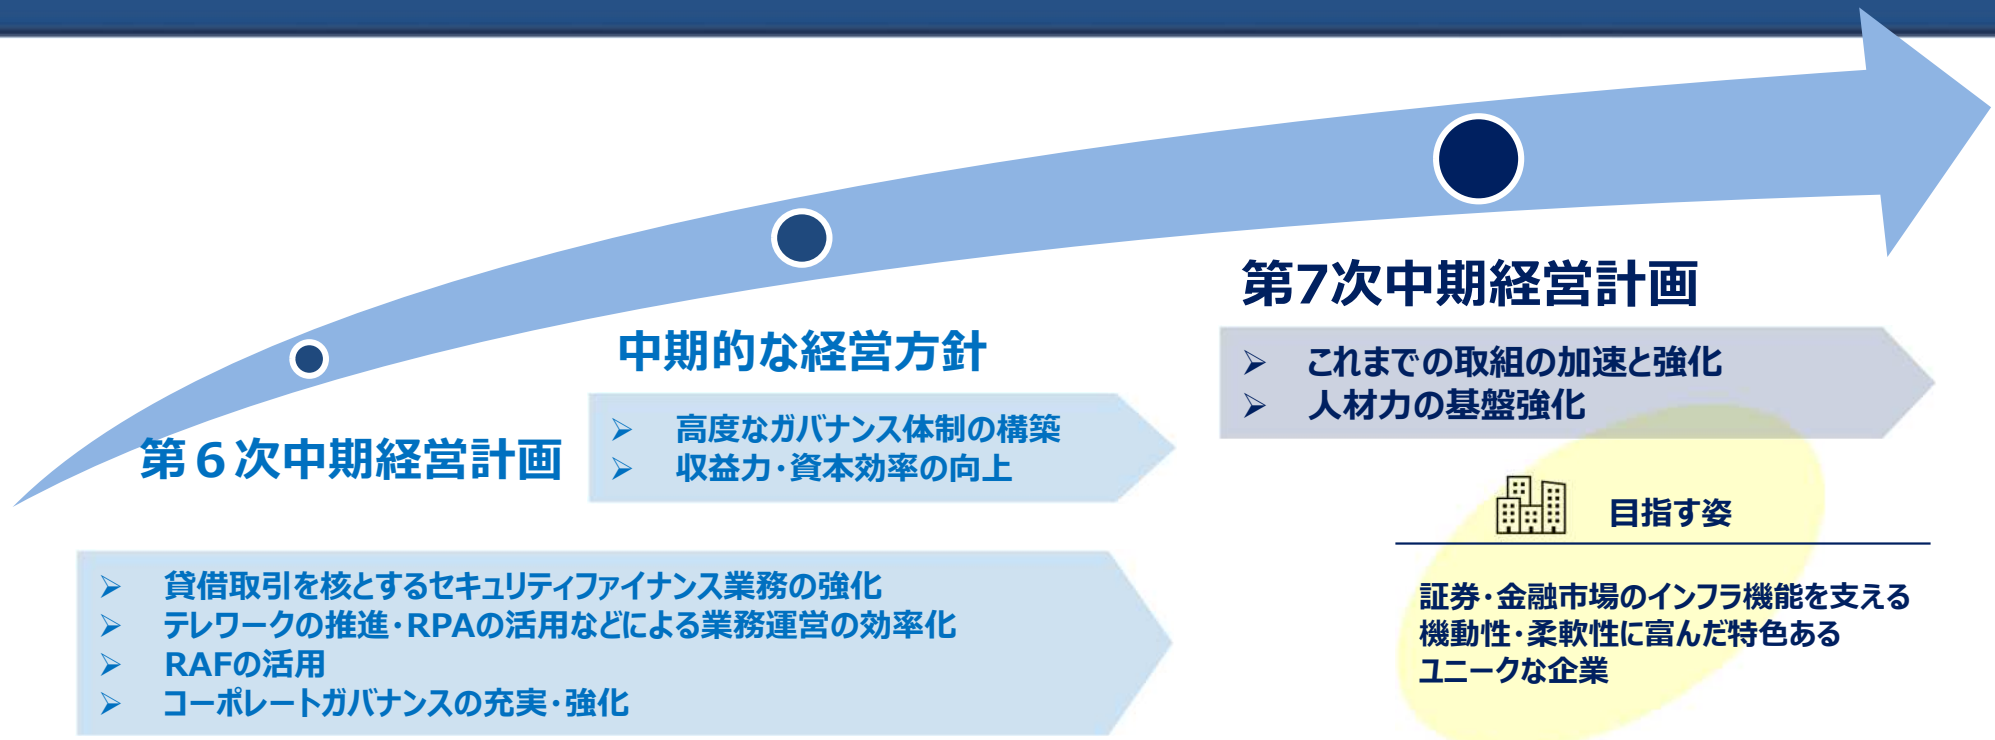 第６次中期経営計画
➢ 貸借取引を核とするセキュリティファイナンス業務の強化
➢ テレワークの推進・RPAの活用などによる業務運営の効率化
➢ RAFの活用
➢ コーポレートガバナンスの充実・強化
中期的な経営方針
➢ 高度なガバナンス体制の構築
➢ 収益力・資本効率の向上
第7次中期経営計画
➢ これまでの取組の加速と強化
➢ 人材力の基盤強化
目指す姿
証券・金融市場のインフラ機能を支える
機動性・柔軟性に富んだ特色ある
ユニークな企業